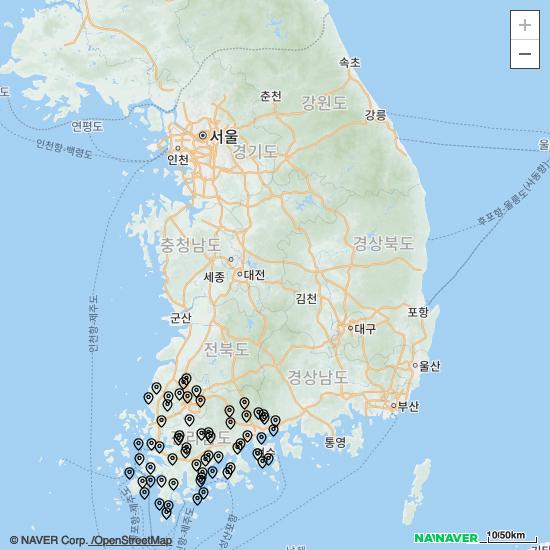 속초
춘천
강원도
도
강릉
연평도
서울
인천
경기도
울
인천항-백령도
후포항-울릉도(사동항)
충청남도
경상북도
세종
대전
김천
인천항-제주도
군산
포항
전북도
대구
경상남도
울산
부산
통영
© NAVER Corp. /OpenStreetMap
NAVER
10/50km